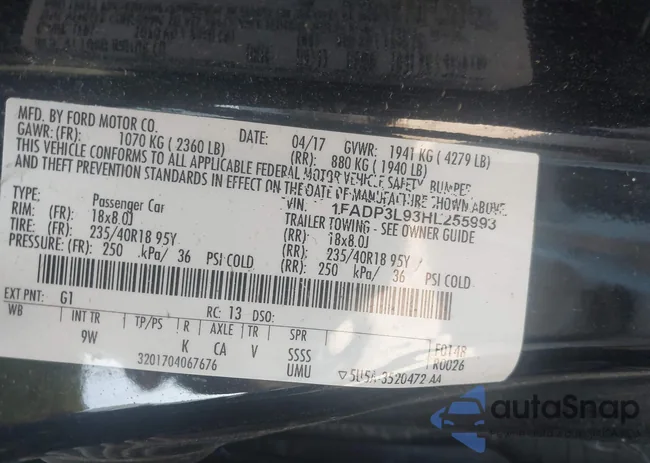 MFD. BY FORD MOTOR CO.
DATE: 04/17 GVWR: 1941 KG ( 4279 LB)
GAWR: (FR): 1070 KG ( 2360 LB) (RR): 880 KG ( 1940 LB)
THIS VEHICLE CONFORMS TO ALL APPLICABLE FEDERAL MOTOR VEHICLE SAFETY, BUMPER,
AND THEFT PREVENTION STANDARDS IN EFFECT ON THE DATE OF MANUFACTURE SHOWN ABOVE
VIN: 1FADP3L93HL255993
TYPE: Passenger Car TRAILER TOWING - SEE OWNER GUIDE
RIM: (FR): 18x8.0J (RR): 18x8.0J
TIRE: (FR): 235/40R18 95Y (RR): 235/40R18 95Y
PRESSURE: (FR): 250 kPa/ 36 PSI COLD (RR): 250 kPa/ 36 PSI COLD
EXT PNT: G1 RC: 13 DSO:
WB INT TR TP/PS R AXLE TR SPR
9W K CA V SSSS F0148
3201704067676 UMU R0026
▽5U5A-3520472-AA
autoSnap